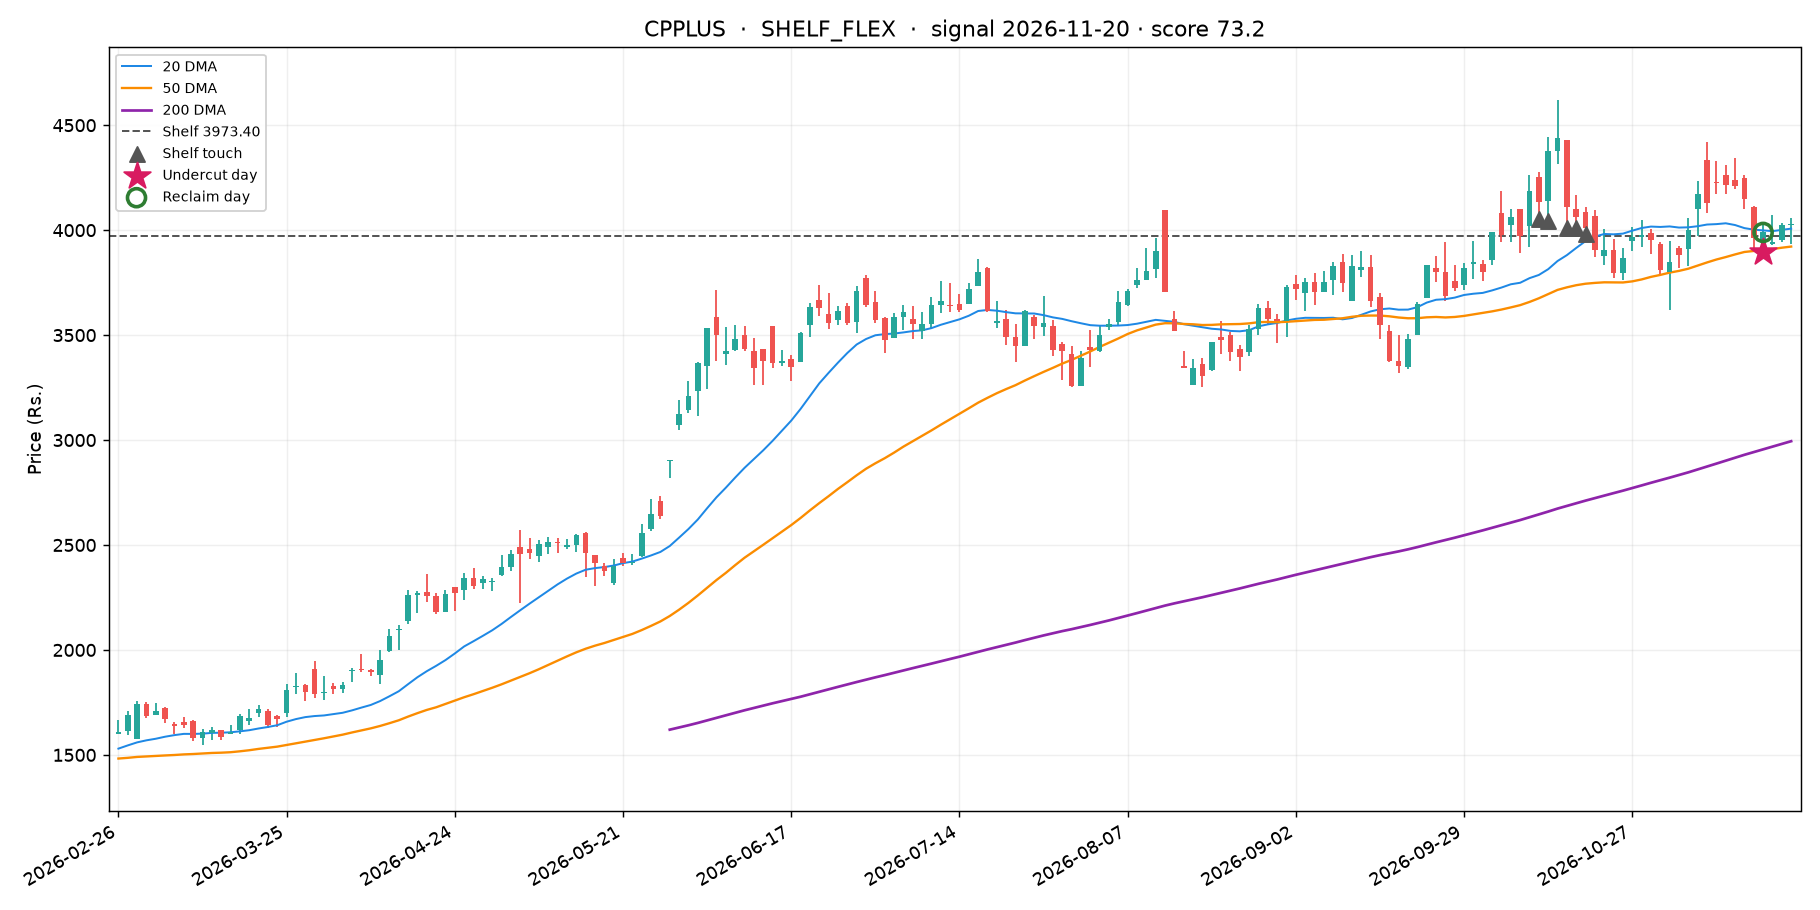 CPPLUS · SHELF_FLEX · signal 2026-11-20 · score 73.2
20 DMA
50 DMA
200 DMA
Shelf 3973.40
Shelf touch
Undercut day
Reclaim day
Price (Rs.)
4500
4000
3500
3000
2500
2000
1500
2026-02-26
2026-03-25
2026-04-24
2026-05-21
2026-06-17
2026-07-14
2026-08-07
2026-09-02
2026-09-29
2026-10-27